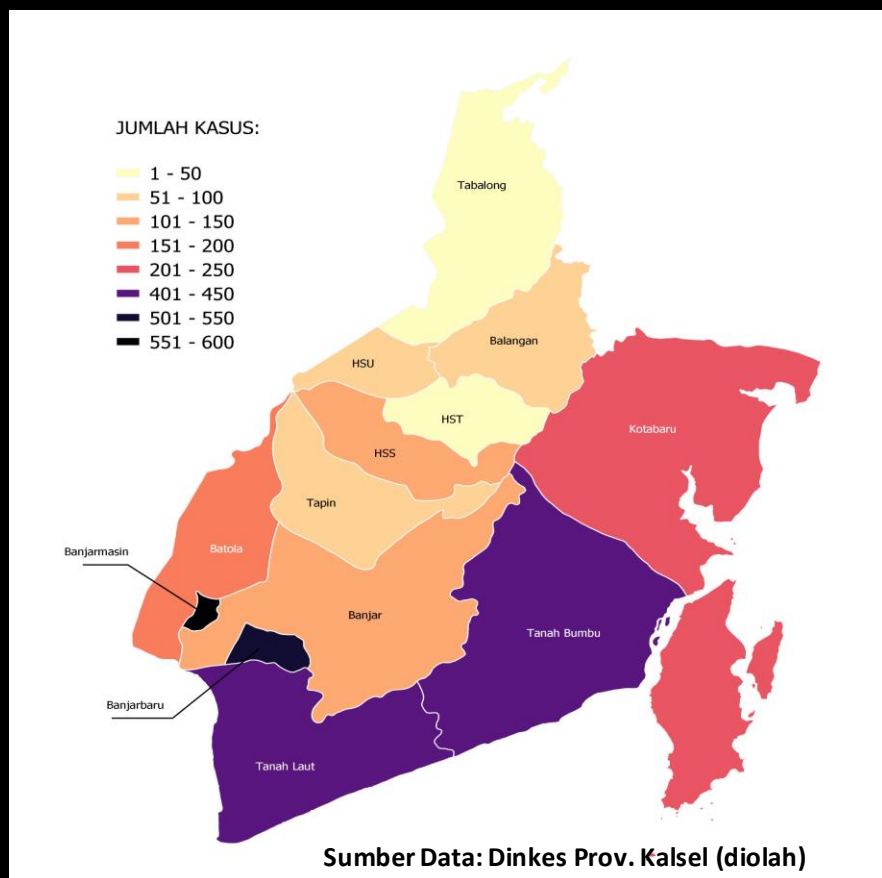 JUMLAH KASUS:
1 - 50
51 - 100
101 - 150
151 - 200
201 - 250
401 - 450
501 - 550
551 - 600
Tabalong
Balangan
HSU
HST
Kotabaru
HSS
Tapin
Batola
Banjarmasin
Banjar
Tanah Bumbu
Banjarbaru
Tanah Laut
Sumber Data: Dinkes Prov. Kalsel (diolah)